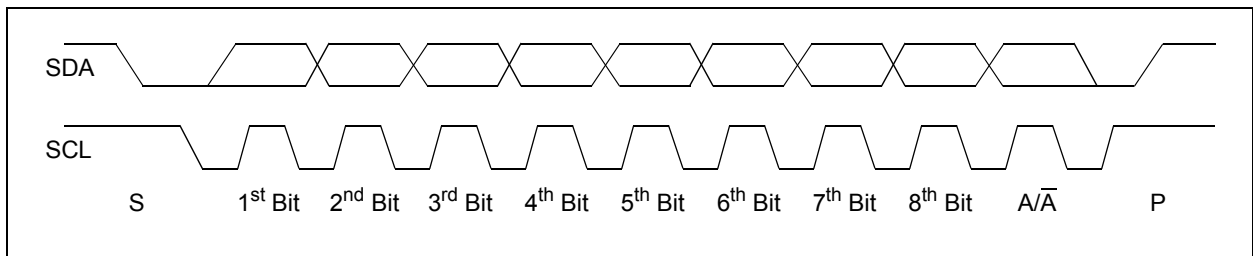 SDA
SCL
S 1st Bit 2nd Bit 3rd Bit 4th Bit 5th Bit 6th Bit 7th Bit 8th Bit A/A̅ P